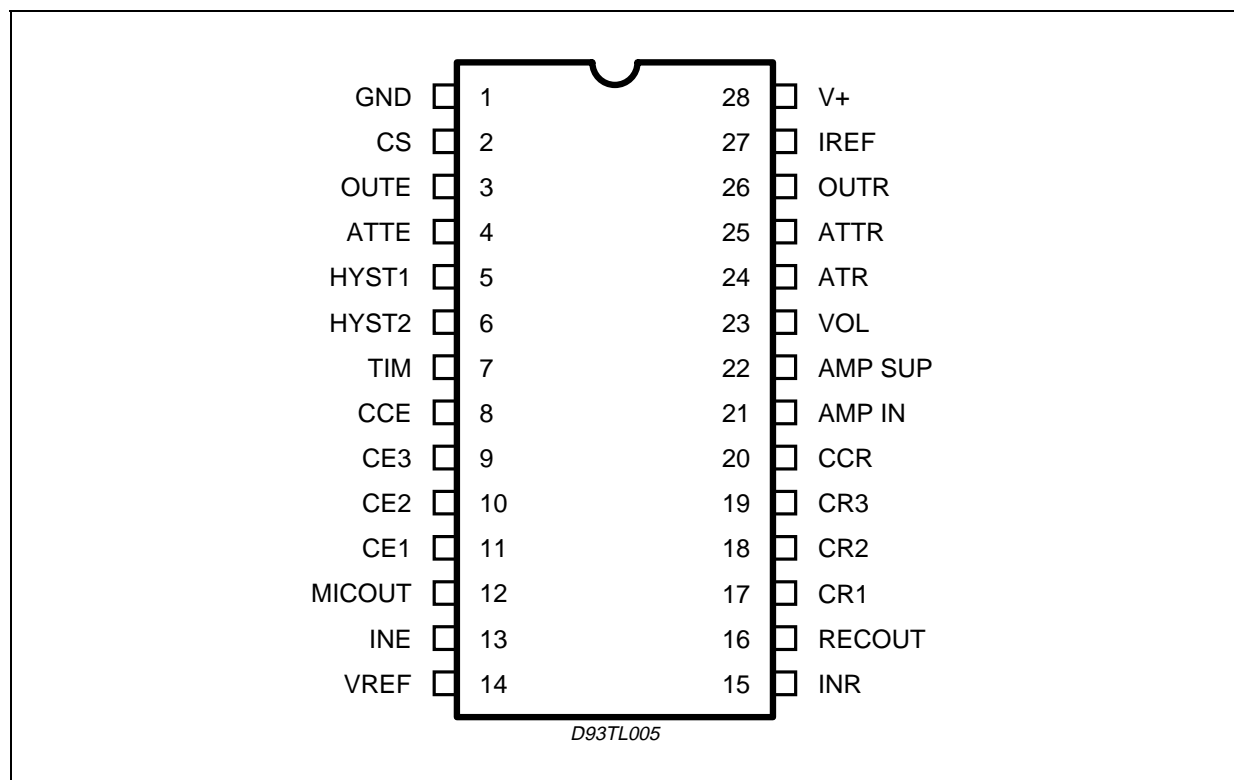 GND 1 28 V+
CS 2 27 IREF
OUTE 3 26 OUTR
ATTE 4 25 ATTR
HYST1 5 24 ATR
HYST2 6 23 VOL
TIM 7 22 AMP SUP
CCE 8 21 AMP IN
CE3 9 20 CCR
CE2 10 19 CR3
CE1 11 18 CR2
MICOUT 12 17 CR1
INE 13 16 RECOUT
VREF 14 15 INR
D93TL005